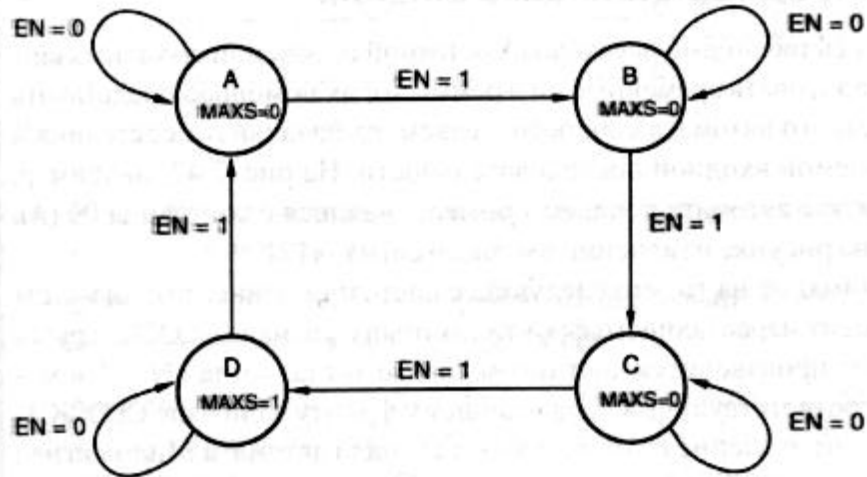 EN=0
EN=0
A
MAXS=0
EN=1
B
MAXS=0
EN=1
EN=1
D
MAXS=1
EN=1
C
MAXS=0
EN=0
EN=0